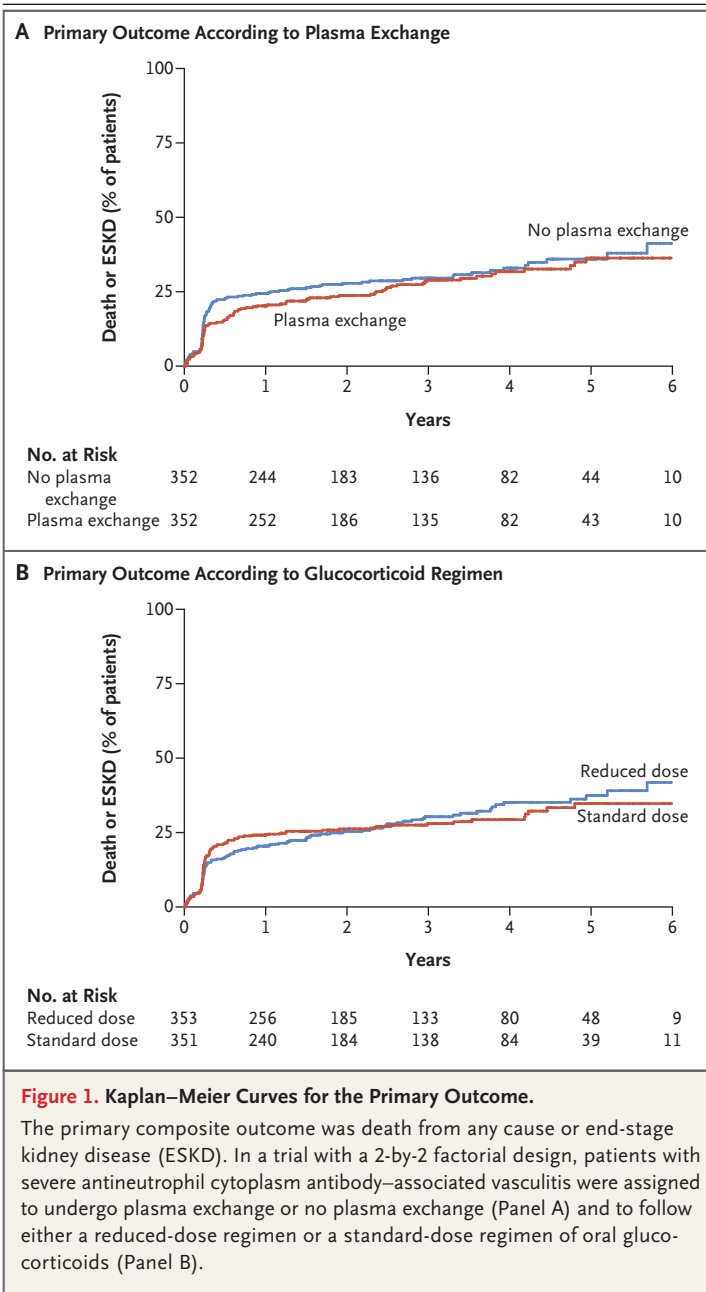 A Primary Outcome According to Plasma Exchange
100
75
50
25
0
Death or ESKD (% of patients)
No plasma exchange
Plasma exchange
0 1 2 3 4 5 6
Years
No. at Risk
No plasma 352 244 183 136 82 44 10
exchange
Plasma exchange 352 252 186 135 82 43 10
B Primary Outcome According to Glucocorticoid Regimen
100
75
50
25
0
Death or ESKD (% of patients)
Reduced dose
Standard dose
0 1 2 3 4 5 6
Years
No. at Risk
Reduced dose 353 256 185 133 80 48 9
Standard dose 351 240 184 138 84 39 11
Figure 1. Kaplan–Meier Curves for the Primary Outcome.
The primary composite outcome was death from any cause or end-stage
kidney disease (ESKD). In a trial with a 2-by-2 factorial design, patients with
severe antineutrophil cytoplasm antibody–associated vasculitis were assigned
to undergo plasma exchange or no plasma exchange (Panel A) and to follow
either a reduced-dose regimen or a standard-dose regimen of oral gluco-
corticoids (Panel B).